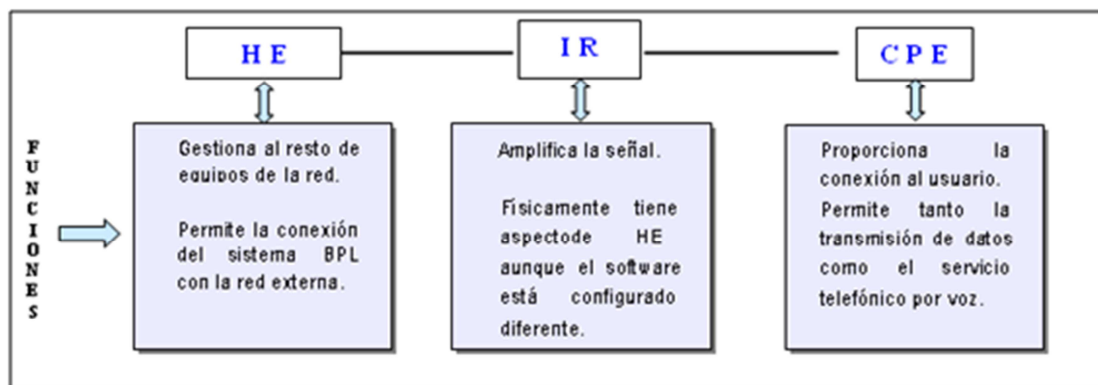 H E
I R
C P E
FUNCIONES
Gestiona al resto de
equipos de la red.
Permite la conexión
del sistema BPL
con la red externa.
Amplifica la señal.
Físicamente tiene
aspectode HE
aunque el software
está configurado
diferente.
Proporciona la
conexión al usuario.
Permite tanto la
transmisión de datos
como el servicio
telefónico por voz.